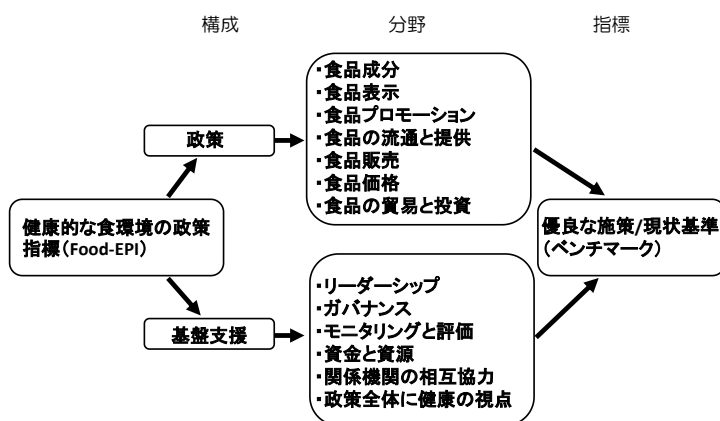 構成
分野
指標
・食品成分
・食品表示
・食品プロモーション
・食品の流通と提供
・食品販売
・食品価格
・食品の貿易と投資
政策
健康的な食環境の政策
指標(Food-EPI)
優良な施策/現状基準
(ベンチマーク)
基盤支援
・リーダーシップ
・ガバナンス
・モニタリングと評価
・資金と資源
・関係機関の相互協力
・政策全体に健康の視点